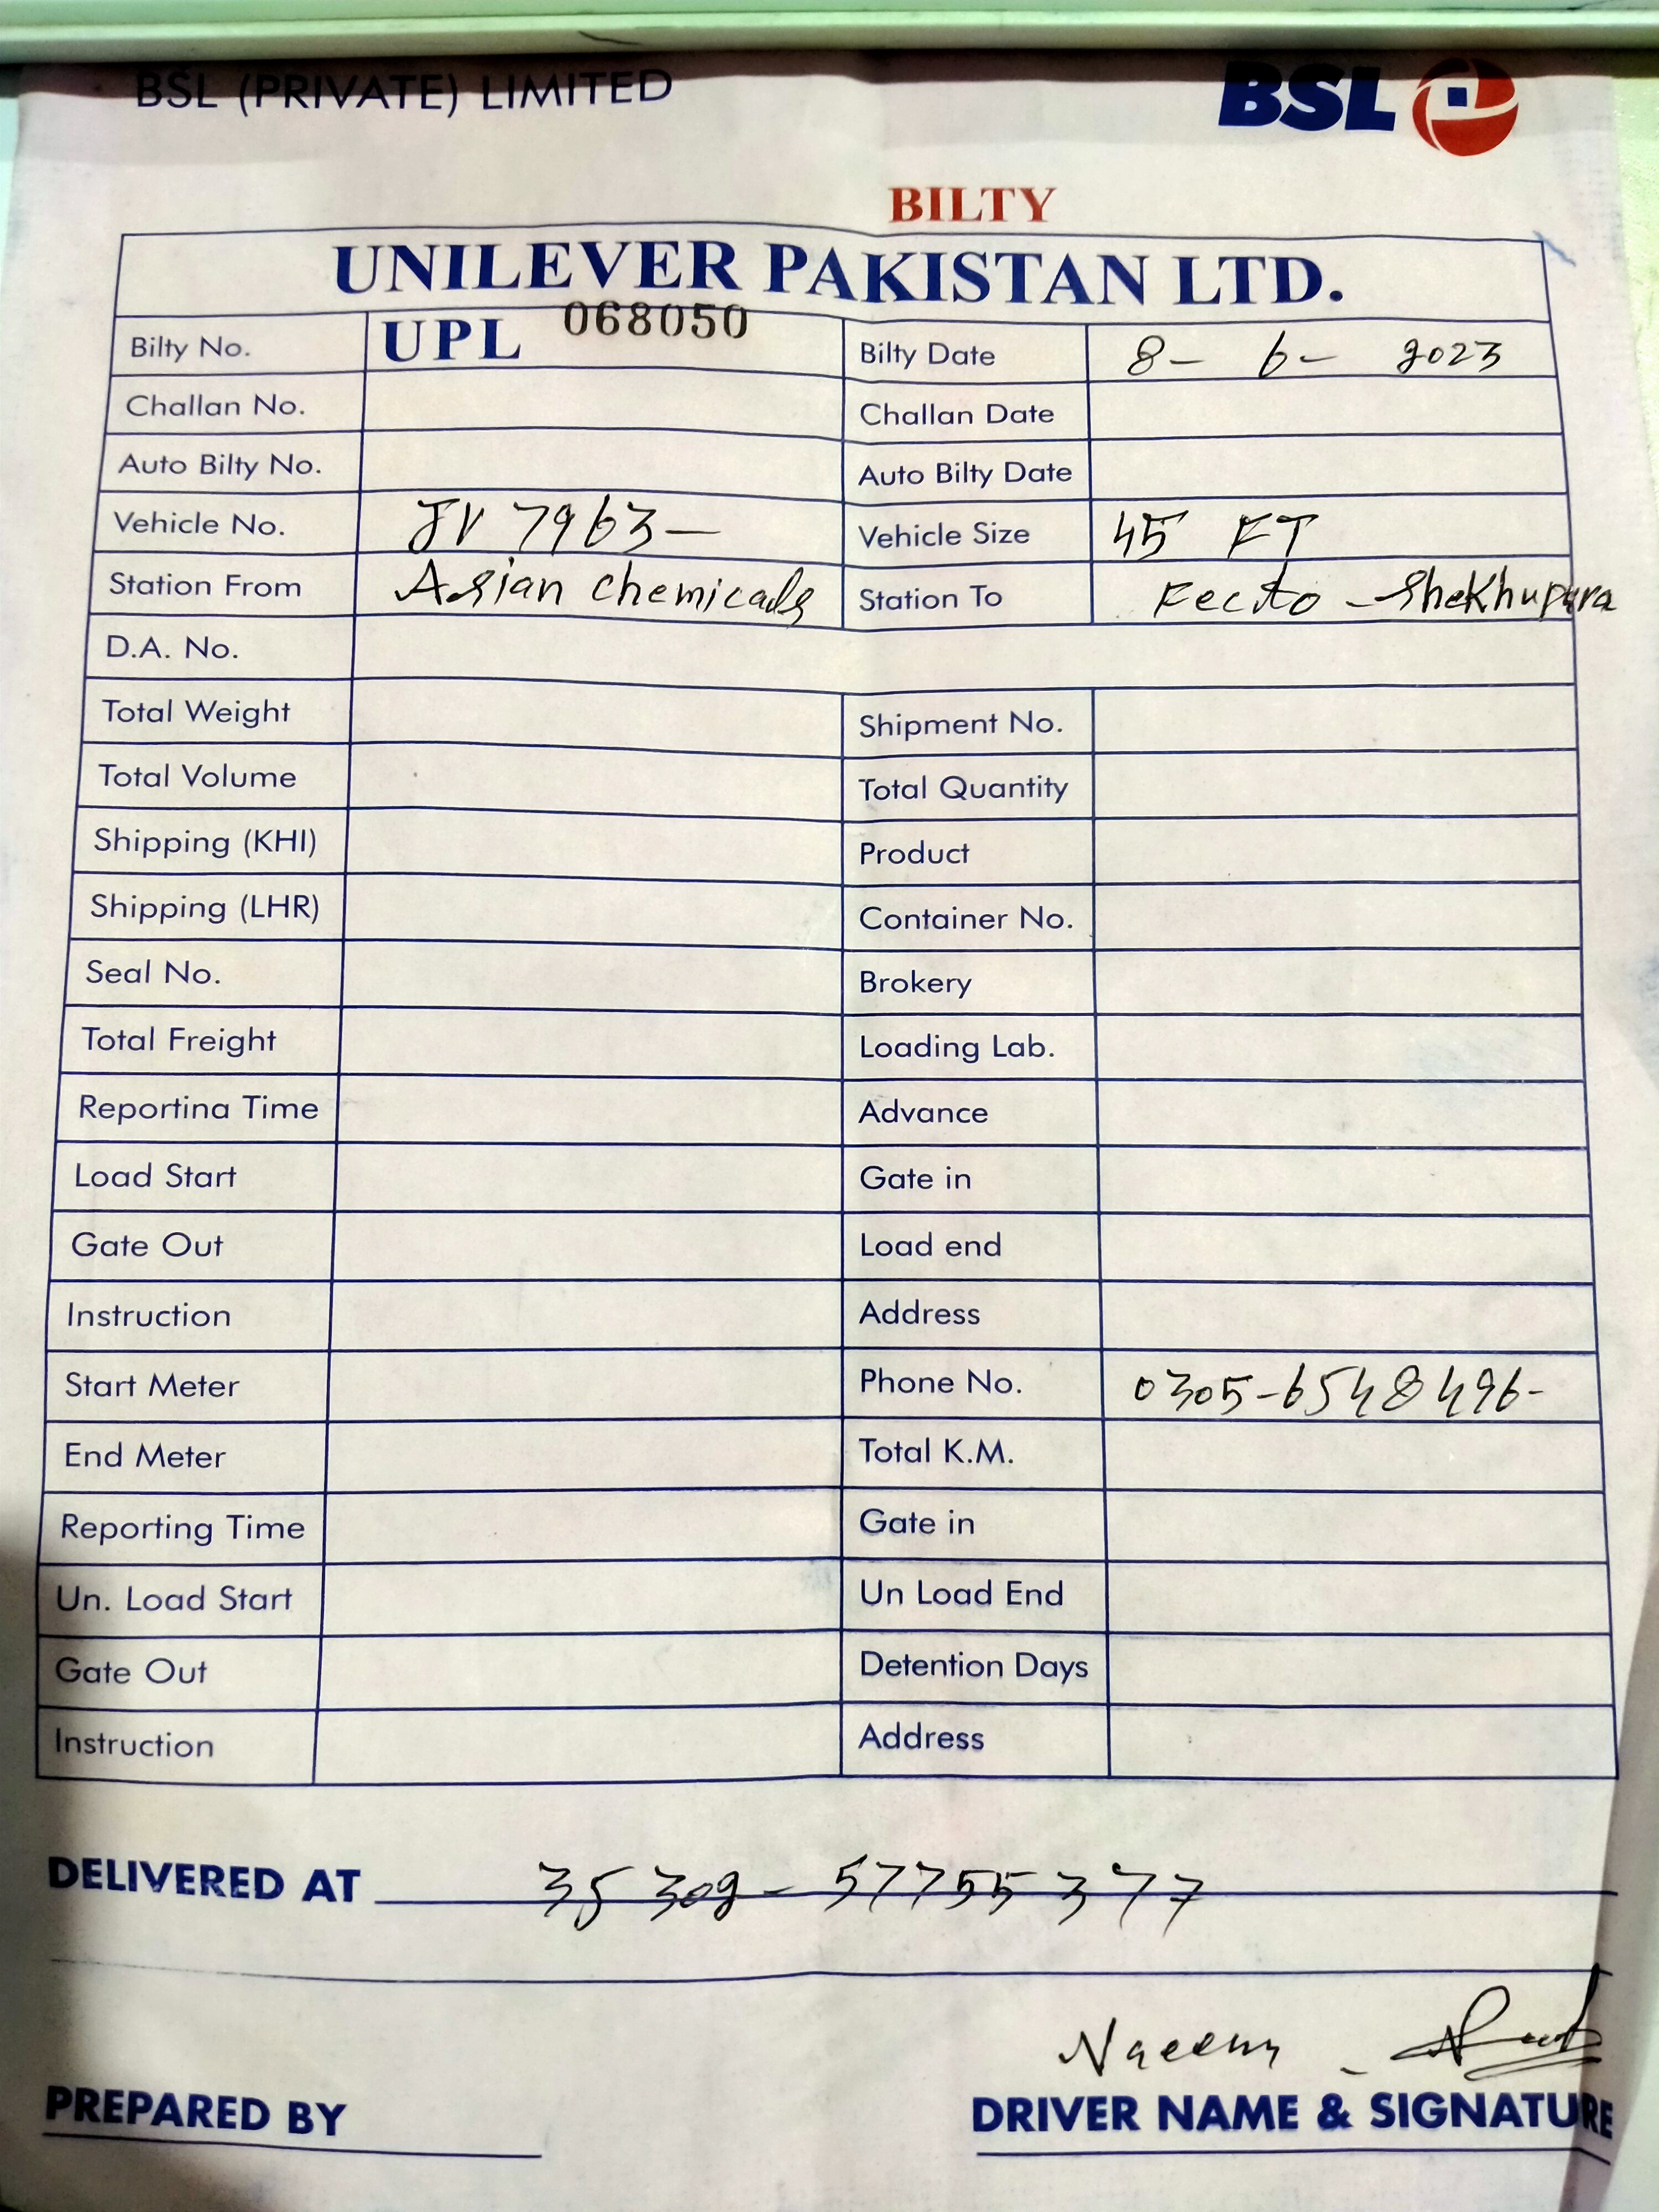 BSL (PRIVATE) LIMITED BSL
BILTY
UNILEVER PAKISTAN LTD.
Bilty No. UPL 068050 Bilty Date 8- 6- 2023
Challan No. Challan Date
Auto Bilty No. Auto Bilty Date
Vehicle No. JV 7963- Vehicle Size 45 FT
Station From Asian chemicals Station To Fecto - Shekhupura
D.A. No.
Total Weight Shipment No.
Total Volume Total Quantity
Shipping (KHI) Product
Shipping (LHR) Container No.
Seal No. Brokery
Total Freight Loading Lab.
Reportina Time Advance
Load Start Gate in
Gate Out Load end
Instruction Address
Start Meter Phone No. 0305-6548496-
End Meter Total K.M.
Reporting Time Gate in
Un. Load Start Un Load End
Gate Out Detention Days
Instruction Address
DELIVERED AT 35302- 5775537 7
Naeem -
PREPARED BY DRIVER NAME & SIGNATURE